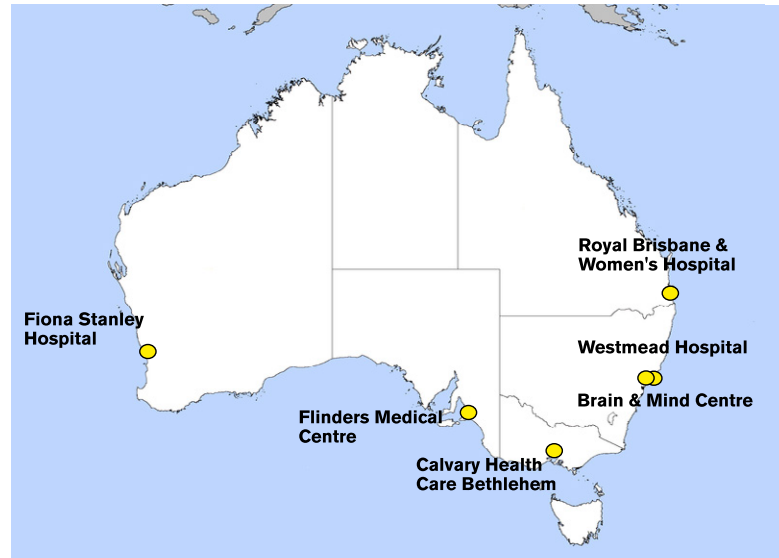 Royal Brisbane &
Women's Hospital
Fiona Stanley
Hospital
Westmead Hospital
Brain & Mind Centre
Flinders Medical
Centre
Calvary Health
Care Bethlehem